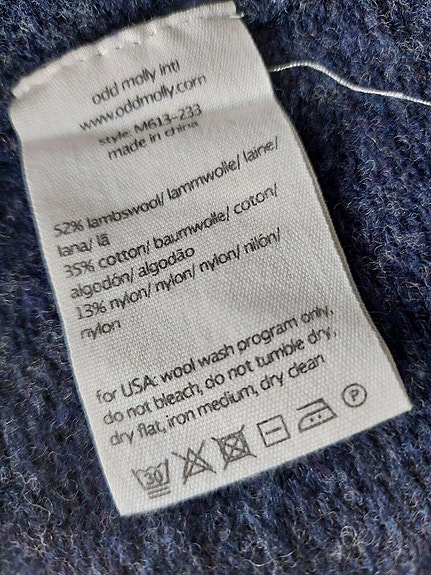 odd molly intl
www.oddmolly.com
style: M613-233
made in china
52% lambswool/ lammwolle/ laine/
lana/ lã
35% cotton/ baumwolle/ coton/
algodón/ algodão
13% nylon/ nylon/ nylon/ nilón/
nylon
for USA: wool wash program only,
do not bleach, do not tumble dry,
dry flat, iron medium, dry clean
30 P